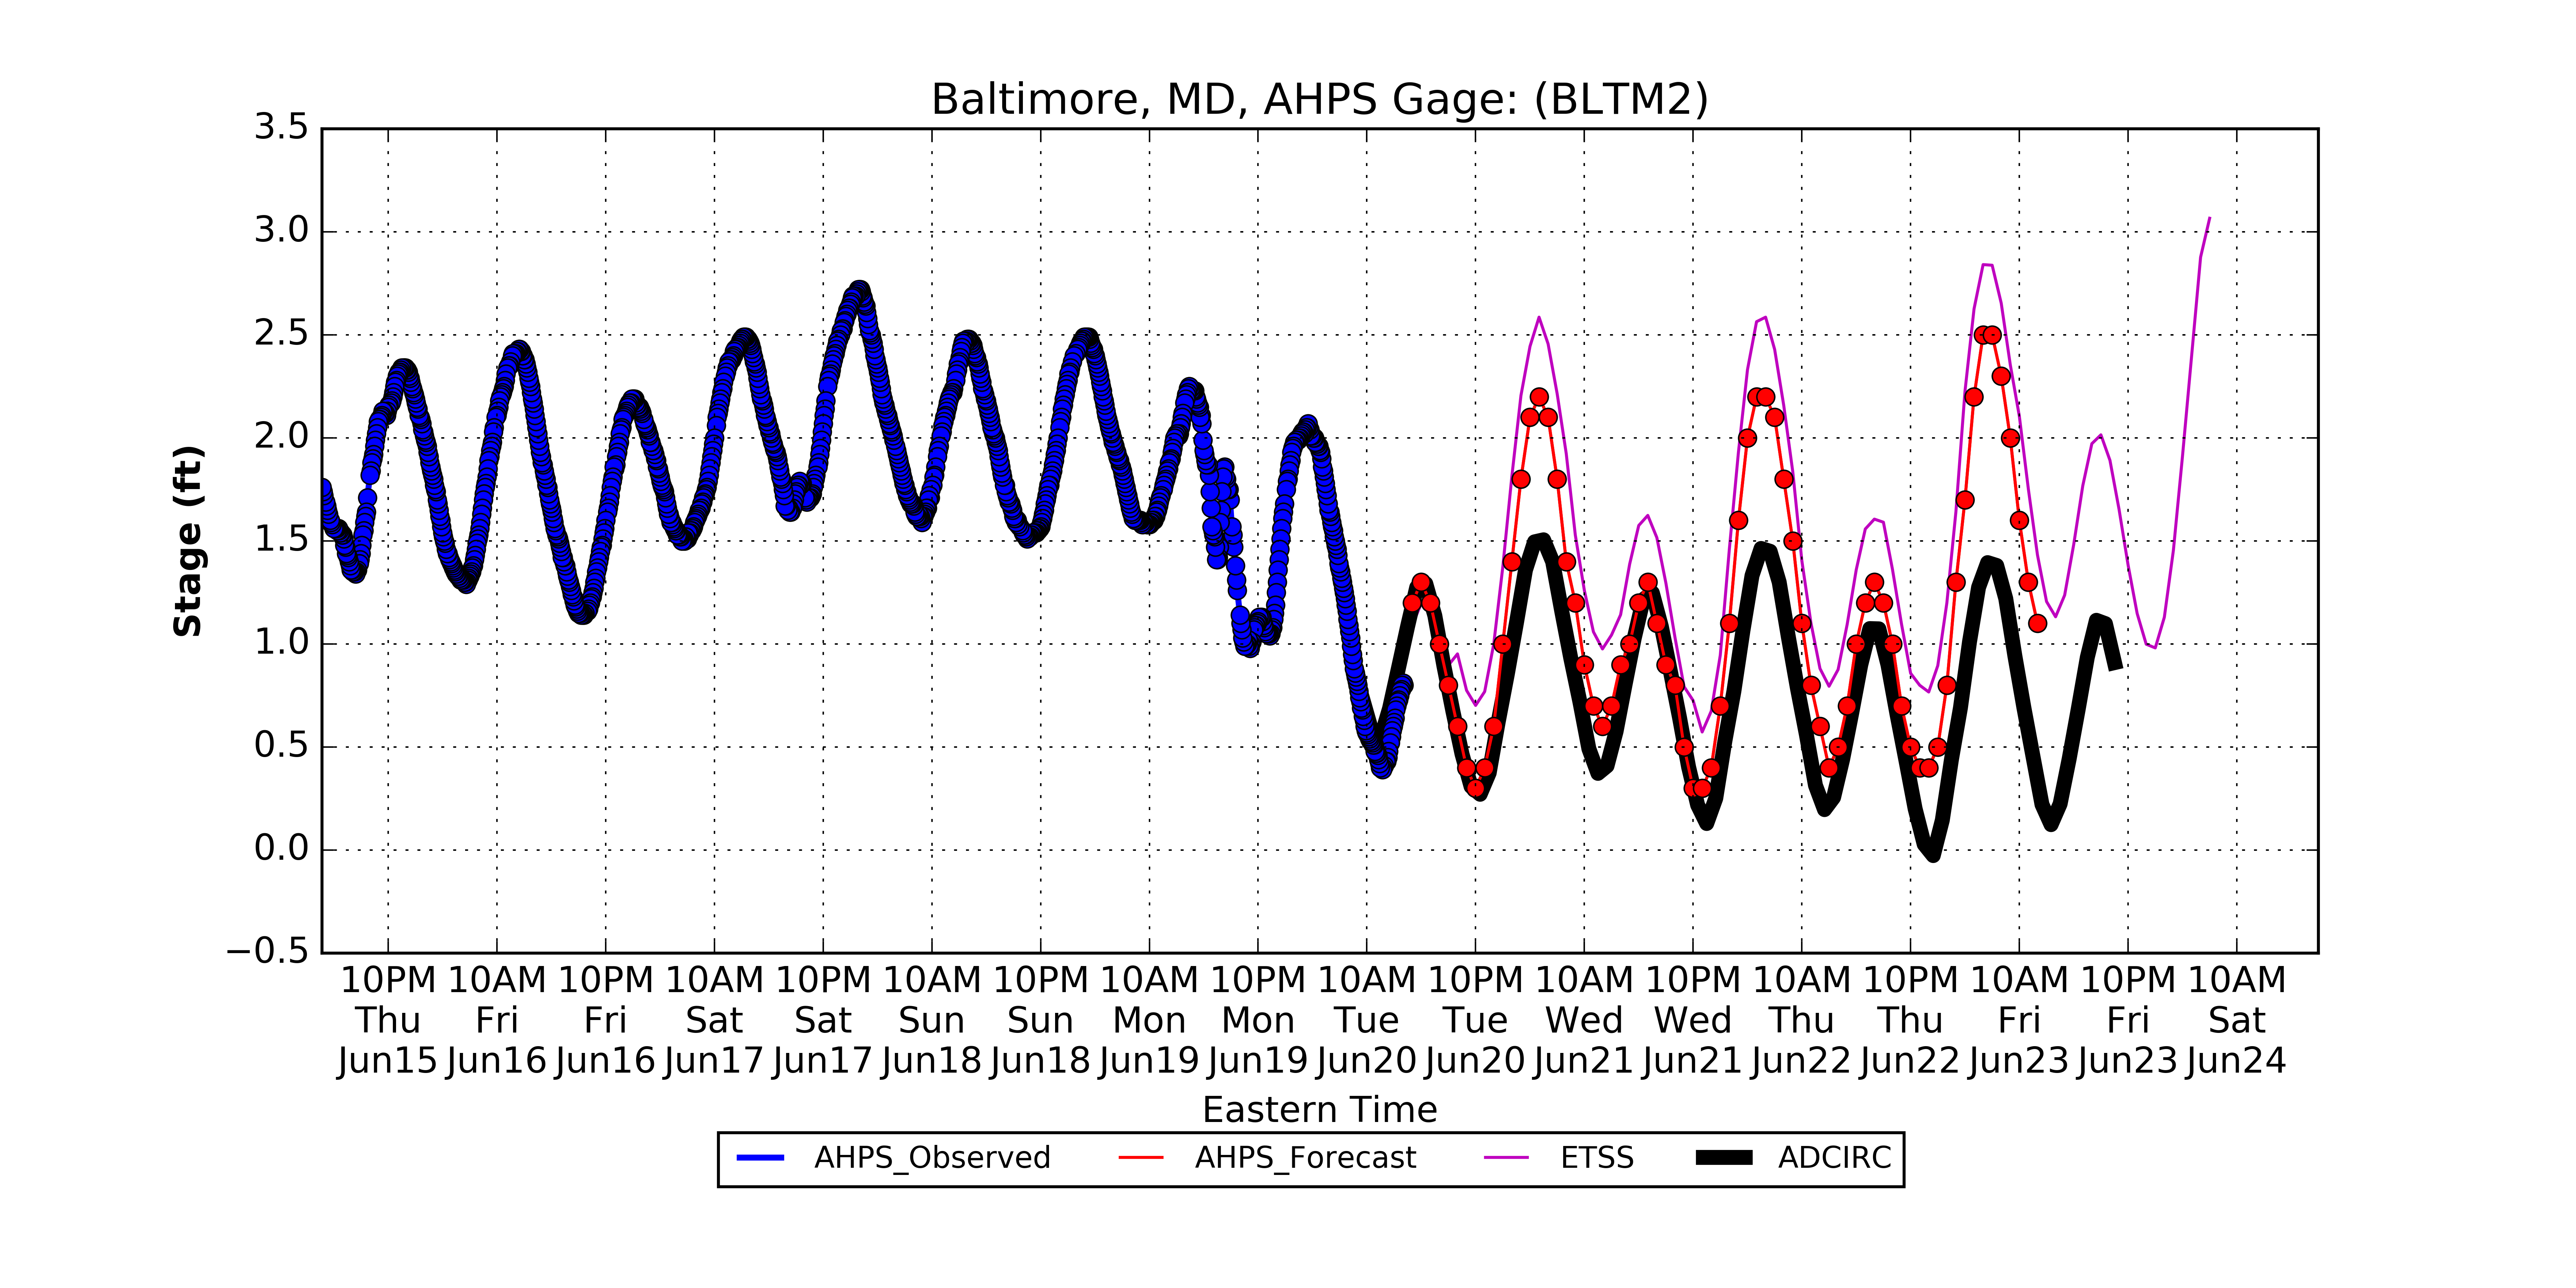 Baltimore, MD, AHPS Gage: (BLTM2)
3.5
3.0
2.5
2.0
1.5
1.0
0.5
0.0
−0.5
Stage (ft)
10PM 10AM 10PM 10AM 10PM 10AM 10PM 10AM 10PM 10AM 10PM 10AM 10PM 10AM 10PM 10AM 10PM 10AM
Thu Fri Fri Sat Sat Sun Sun Mon Mon Tue Tue Wed Wed Thu Thu Fri Fri Sat
Jun15 Jun16 Jun16 Jun17 Jun17 Jun18 Jun18 Jun19 Jun19 Jun20 Jun20 Jun21 Jun21 Jun22 Jun22 Jun23 Jun23 Jun24
Eastern Time
AHPS_Observed AHPS_Forecast ETSS ADCIRC